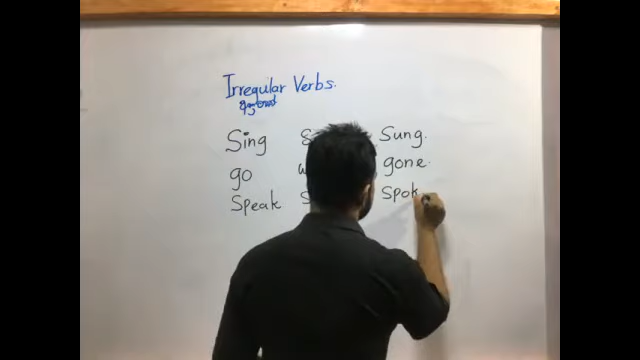 Irregular Verbs.
Sing S Sung.
go w gone.
Speak S Spok